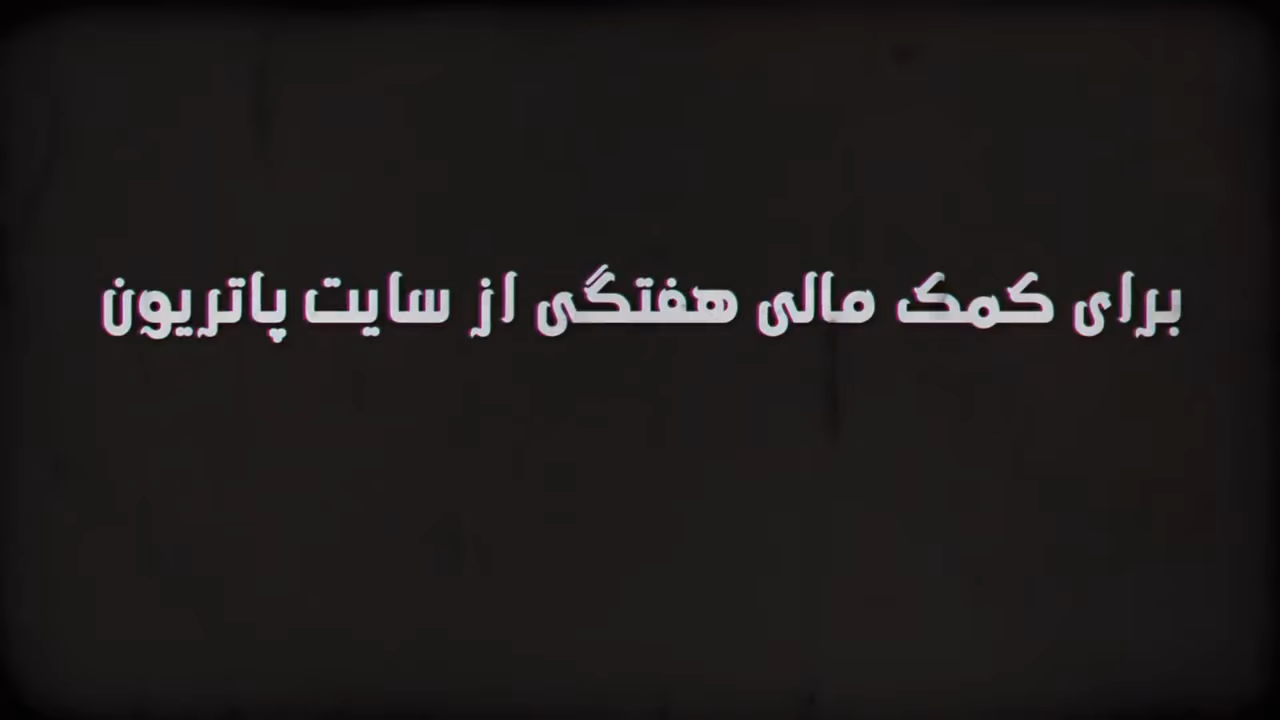 برای کمک مالی هفتگی از سایت پاتریون